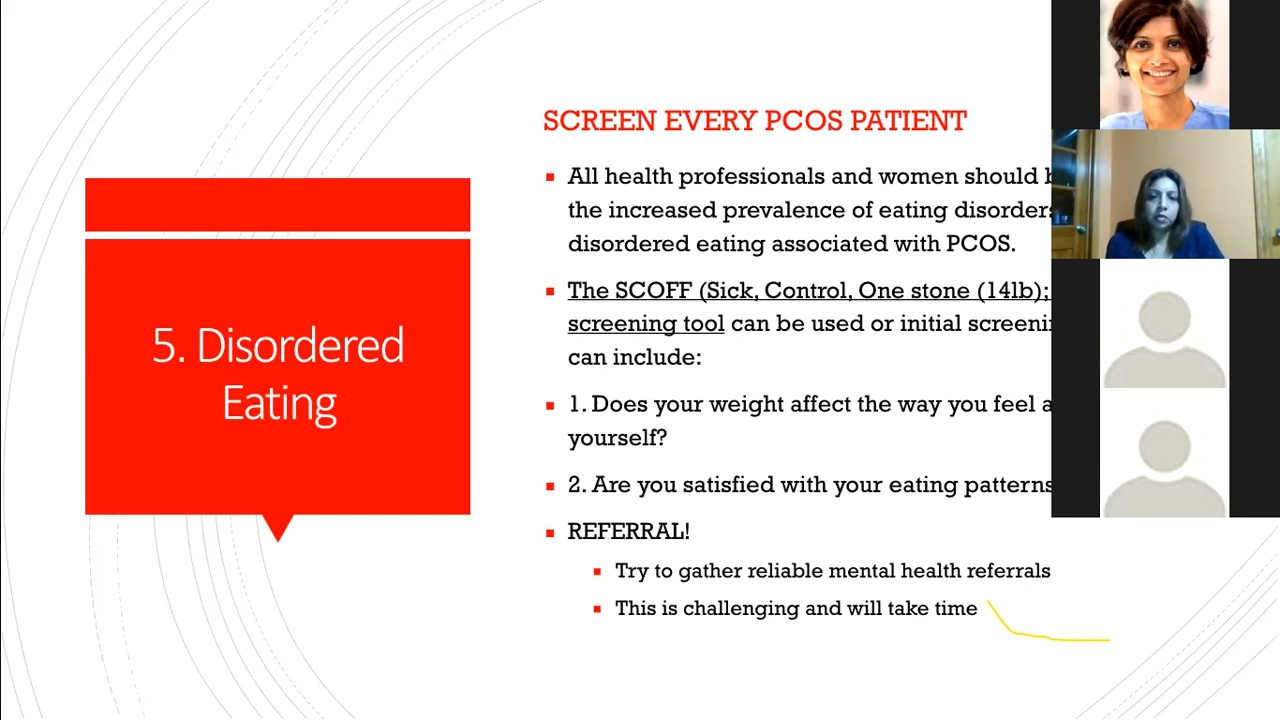 5. Disordered
Eating
SCREEN EVERY PCOS PATIENT
All health professionals and women should
the increased prevalence of eating disorders
disordered eating associated with PCOS.
The SCOFF (Sick, Control, One stone (14lb);
screening tool can be used or initial
can include:
1. Does your weight affect the way you feel
yourself?
2. Are you satisfied with your eating patterns
REFERRAL!
Try to gather reliable mental health referrals
This is challenging and will take time